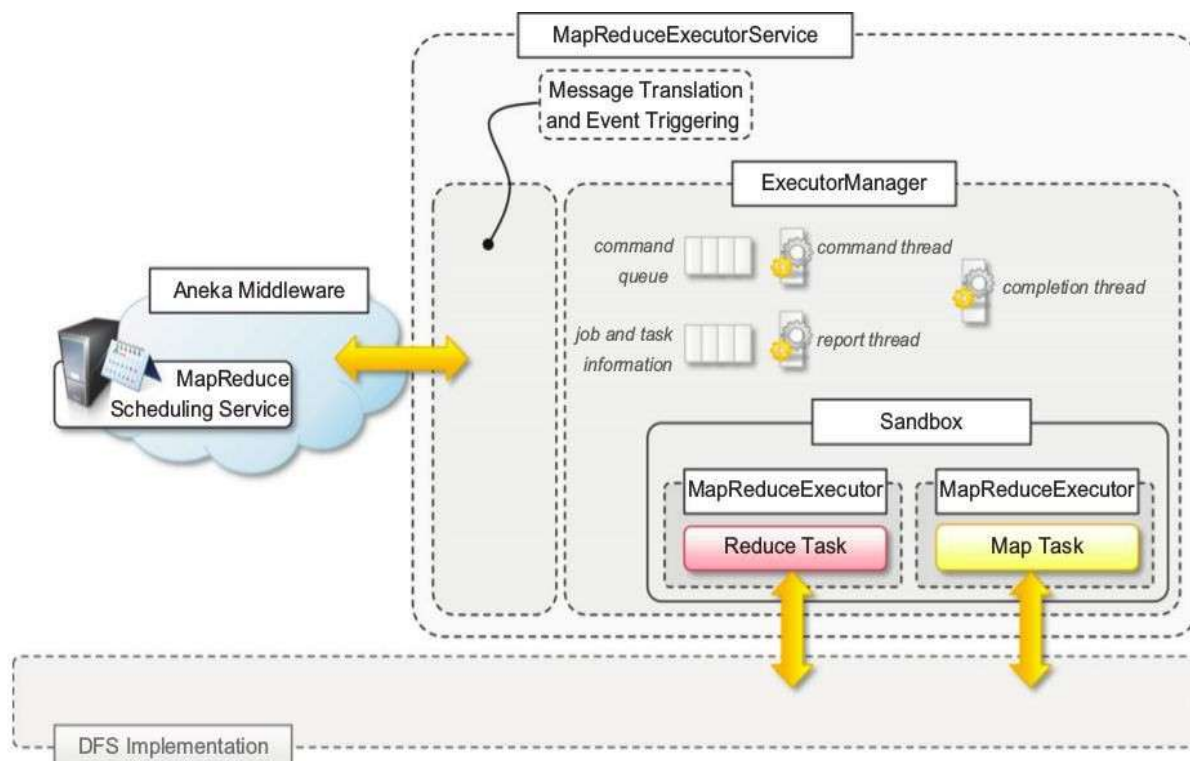 MapReduceExecutorService
Message Translation
and Event Triggering
ExecutorManager
command
queue
command thread
completion thread
job and task
information
report thread
Aneka Middleware
MapReduce
Scheduling Service
Sandbox
MapReduceExecutor
Reduce Task
MapReduceExecutor
Map Task
DFS Implementation